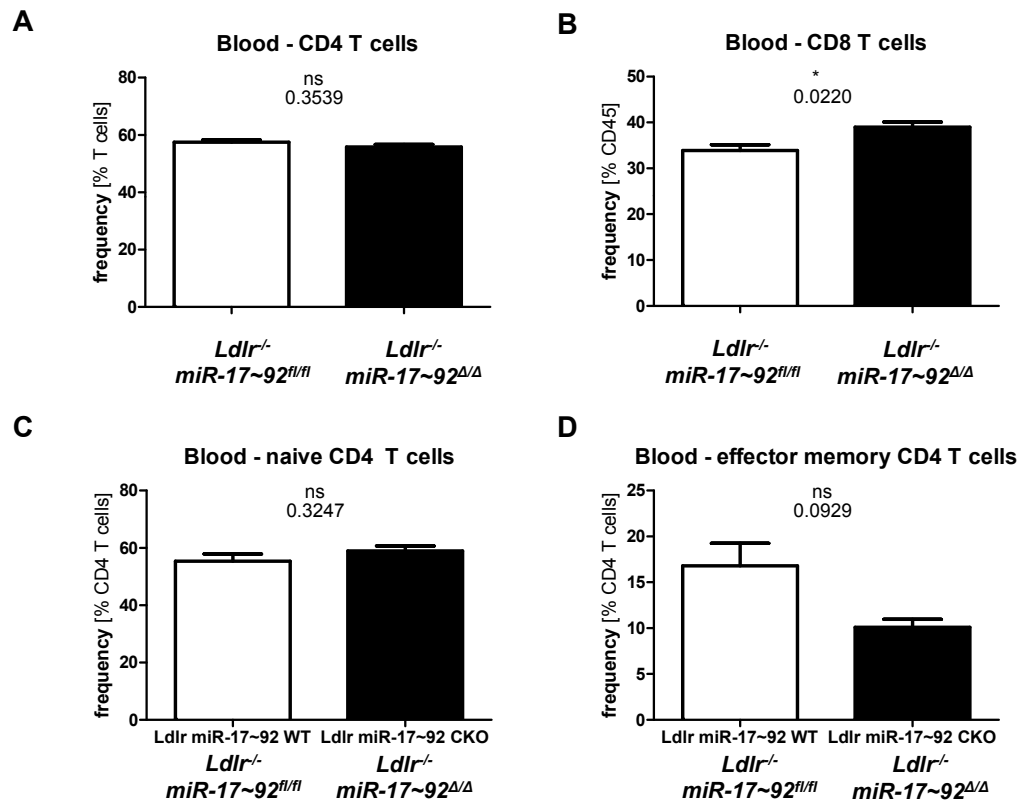 A
Blood - CD4 T cells
ns
0.3539
frequency [% T cells]
80
60
40
20
0
Ldlr-/-
miR-17~92fl/fl
Ldlr-/-
miR-17~92Δ/Δ
B
Blood - CD8 T cells
*
0.0220
frequency [% CD45]
50
40
30
20
10
0
Ldlr-/-
miR-17~92fl/fl
Ldlr-/-
miR-17~92Δ/Δ
C
Blood - naive CD4 T cells
ns
0.3247
frequency [% CD4 T cells]
80
60
40
20
0
Ldlr miR-17~92 WT
Ldlr miR-17~92 CKO
Ldlr-/-
miR-17~92fl/fl
Ldlr-/-
miR-17~92Δ/Δ
D
Blood - effector memory CD4 T cells
ns
0.0929
frequency [% CD4 T cells]
25
20
15
10
5
0
Ldlr miR-17~92 WT
Ldlr miR-17~92 CKO
Ldlr-/-
miR-17~92fl/fl
Ldlr-/-
miR-17~92Δ/Δ